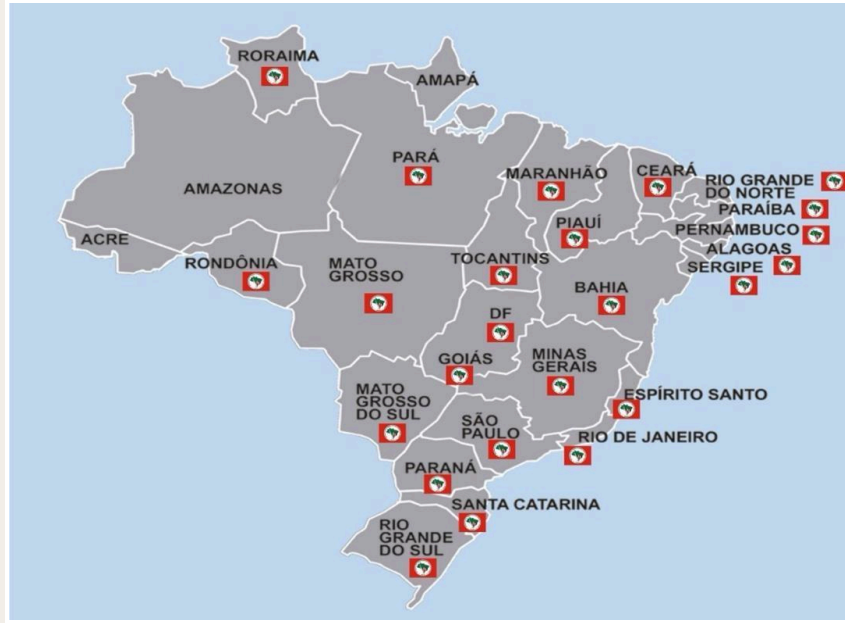 RORAIMA
AMAPÁ
PARÁ
MARANHÃO
CEARÁ
RIO GRANDE
DO NORTE
PARAÍBA
PERNAMBUCO
ALAGOAS
SERGIPE
AMAZONAS
PIAUÍ
ACRE
RONDÔNIA
MATO
GROSSO
TOCANTINS
BAHIA
DF
GOIÁS
MINAS
GERAIS
ESPÍRITO SANTO
MATO
GROSSO
DO SUL
SÃO
PAULO
RIO DE JANEIRO
PARANÁ
SANTA CATARINA
RIO
GRANDE
DO SUL